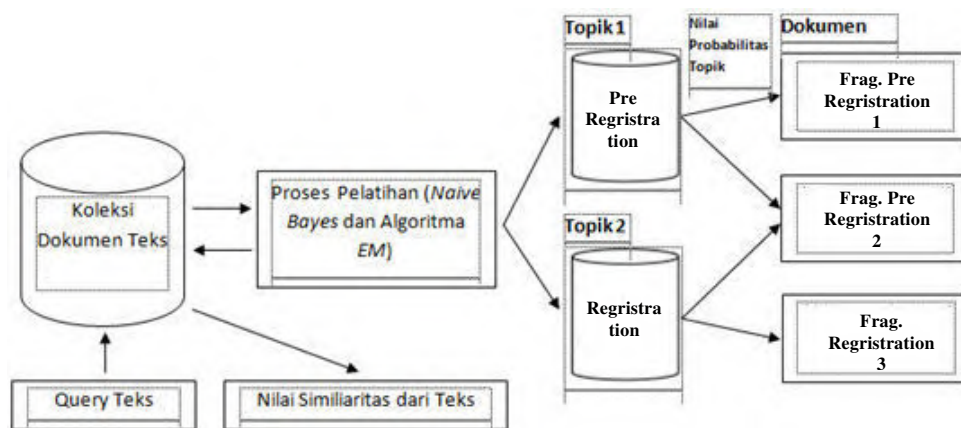 Topik1
Nilai
Probabilitas
Topik
Dokumen
Pre
Regristra
tion
Frag. Pre
Regristration
1
Koleksi
Dokumen Teks
Proses Pelatihan (Naive
Bayes dan Algoritma
EM)
Frag. Pre
Registration
2
Topik2
Regristra
tion
Frag.
Regristration
3
Query Teks
Nilai Similiaritas dari Teks